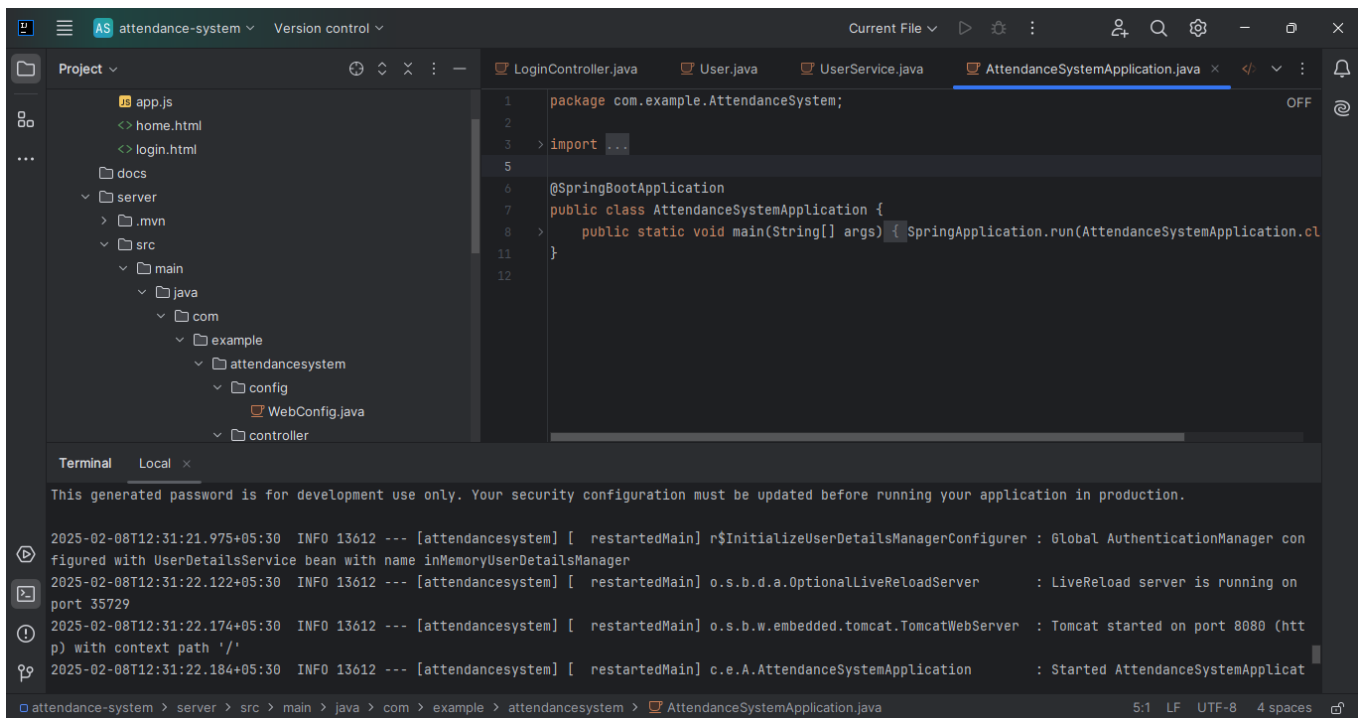 AS attendance-system Version control Current File
Project
LoginController.java User.java UserService.java AttendanceSystemApplication.java
JS app.js
<> home.html
<> login.html
docs
server
.mvn
src
main
java
com
example
attendancesystem
config
WebConfig.java
controller
OFF
1 package com.example.AttendanceSystem;
2
3 import ...
5
6 @SpringBootApplication
7 public class AttendanceSystemApplication {
8 public static void main(String[] args) { SpringApplication.run(AttendanceSystemApplication.cl
11 }
12
Terminal Local
This generated password is for development use only. Your security configuration must be updated before running your application in production.
2025-02-08T12:31:21.975+05:30  INFO 13612 --- [attendancesystem] [  restartedMain] r$InitializeUserDetailsManagerConfigurer : Global AuthenticationManager con
figured with UserDetailsService bean with name inMemoryUserDetailsManager
2025-02-08T12:31:22.122+05:30  INFO 13612 --- [attendancesystem] [  restartedMain] o.s.b.d.a.OptionalLiveReloadServer       : LiveReload server is running on
port 35729
2025-02-08T12:31:22.174+05:30  INFO 13612 --- [attendancesystem] [  restartedMain] o.s.b.w.embedded.tomcat.TomcatWebServer  : Tomcat started on port 8080 (htt
p) with context path '/'
2025-02-08T12:31:22.184+05:30  INFO 13612 --- [attendancesystem] [  restartedMain] c.e.A.AttendanceSystemApplication        : Started AttendanceSystemApplicat
attendance-system > server > src > main > java > com > example > attendancesystem > AttendanceSystemApplication.java 5:1 LF UTF-8 4 spaces